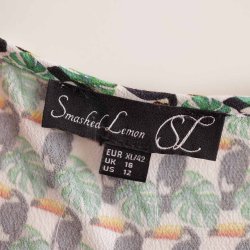 Smashed Lemon SL
EUR XL/42
UK 16
US 12